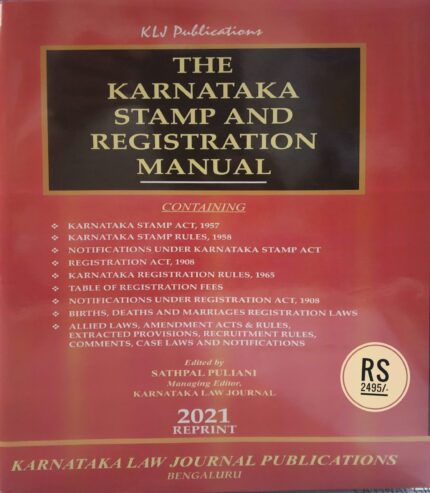 KLJ Publications
THE
KARNATAKA
STAMP AND
REGISTRATION
MANUAL
CONTAINING
❖ KARNATAKA STAMP ACT, 1957
❖ KARNATAKA STAMP RULES, 1958
❖ NOTIFICATIONS UNDER KARNATAKA STAMP ACT
❖ REGISTRATION ACT, 1908
❖ KARNATAKA REGISTRATION RULES, 1965
❖ TABLE OF REGISTRATION FEES
❖ NOTIFICATIONS UNDER REGISTRATION ACT, 1908
❖ BIRTHS, DEATHS AND MARRIAGES REGISTRATION LAWS
❖ ALLIED LAWS, AMENDMENT ACTS & RULES,
EXTRACTED PROVISIONS, RECRUITMENT RULES,
COMMENTS, CASE LAWS AND NOTIFICATIONS
Edited by
SATHPAL PULIANI
Managing Editor,
KARNATAKA LAW JOURNAL
RS
2495/-
2021
REPRINT
KARNATAKA LAW JOURNAL PUBLICATIONS
BENGALURU